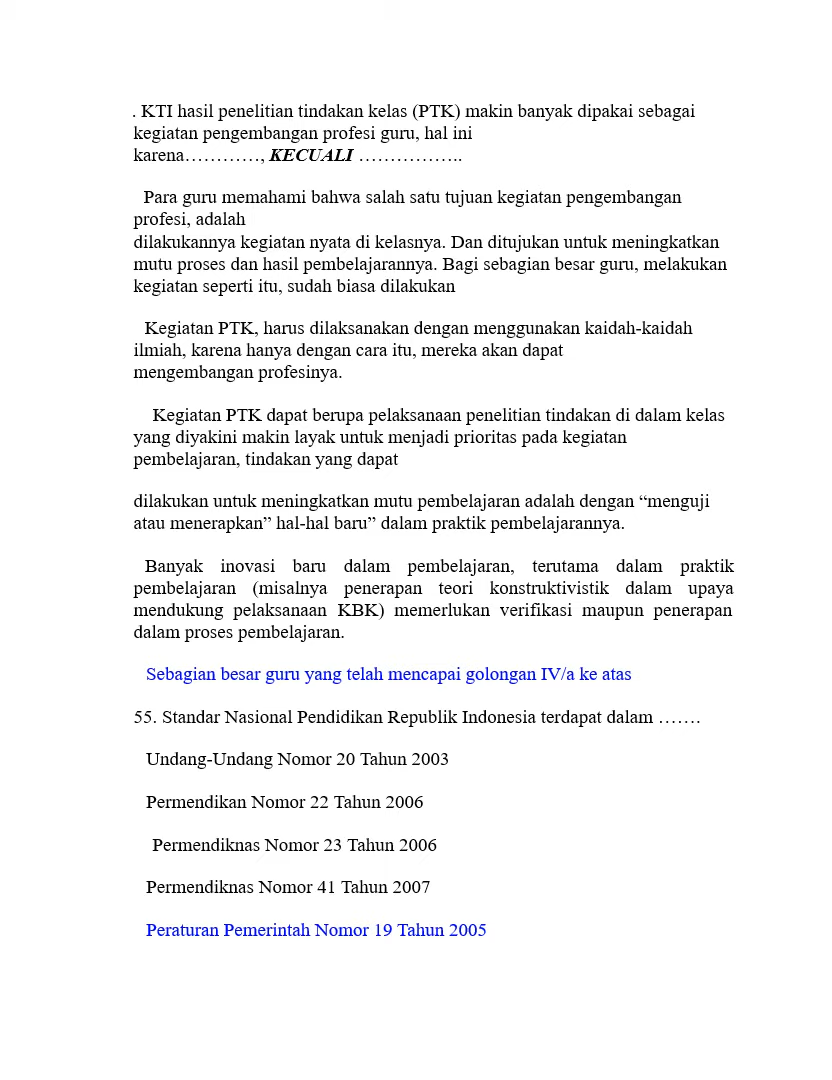 . KTI hasil penelitian tindakan kelas (PTK) makin banyak dipakai sebagai
kegiatan pengembangan profesi guru, hal ini
karena…………, KECUALI ……………..
Para guru memahami bahwa salah satu tujuan kegiatan pengembangan
profesi, adalah
dilakukannya kegiatan nyata di kelasnya. Dan ditujukan untuk meningkatkan
mutu proses dan hasil pembelajarannya. Bagi sebagian besar guru, melakukan
kegiatan seperti itu, sudah biasa dilakukan
Kegiatan PTK, harus dilaksanakan dengan menggunakan kaidah-kaidah
ilmiah, karena hanya dengan cara itu, mereka akan dapat
mengembangan profesinya.
Kegiatan PTK dapat berupa pelaksanaan penelitian tindakan di dalam kelas
yang diyakini makin layak untuk menjadi prioritas pada kegiatan
pembelajaran, tindakan yang dapat
dilakukan untuk meningkatkan mutu pembelajaran adalah dengan “menguji
atau menerapkan” hal-hal baru” dalam praktik pembelajarannya.
Banyak inovasi baru dalam pembelajaran, terutama dalam praktik
pembelajaran (misalnya penerapan teori konstruktivistik dalam upaya
mendukung pelaksanaan KBK) memerlukan verifikasi maupun penerapan
dalam proses pembelajaran.
Sebagian besar guru yang telah mencapai golongan IV/a ke atas
55. Standar Nasional Pendidikan Republik Indonesia terdapat dalam …….
Undang-Undang Nomor 20 Tahun 2003
Permendikan Nomor 22 Tahun 2006
Permendiknas Nomor 23 Tahun 2006
Permendiknas Nomor 41 Tahun 2007
Peraturan Pemerintah Nomor 19 Tahun 2005